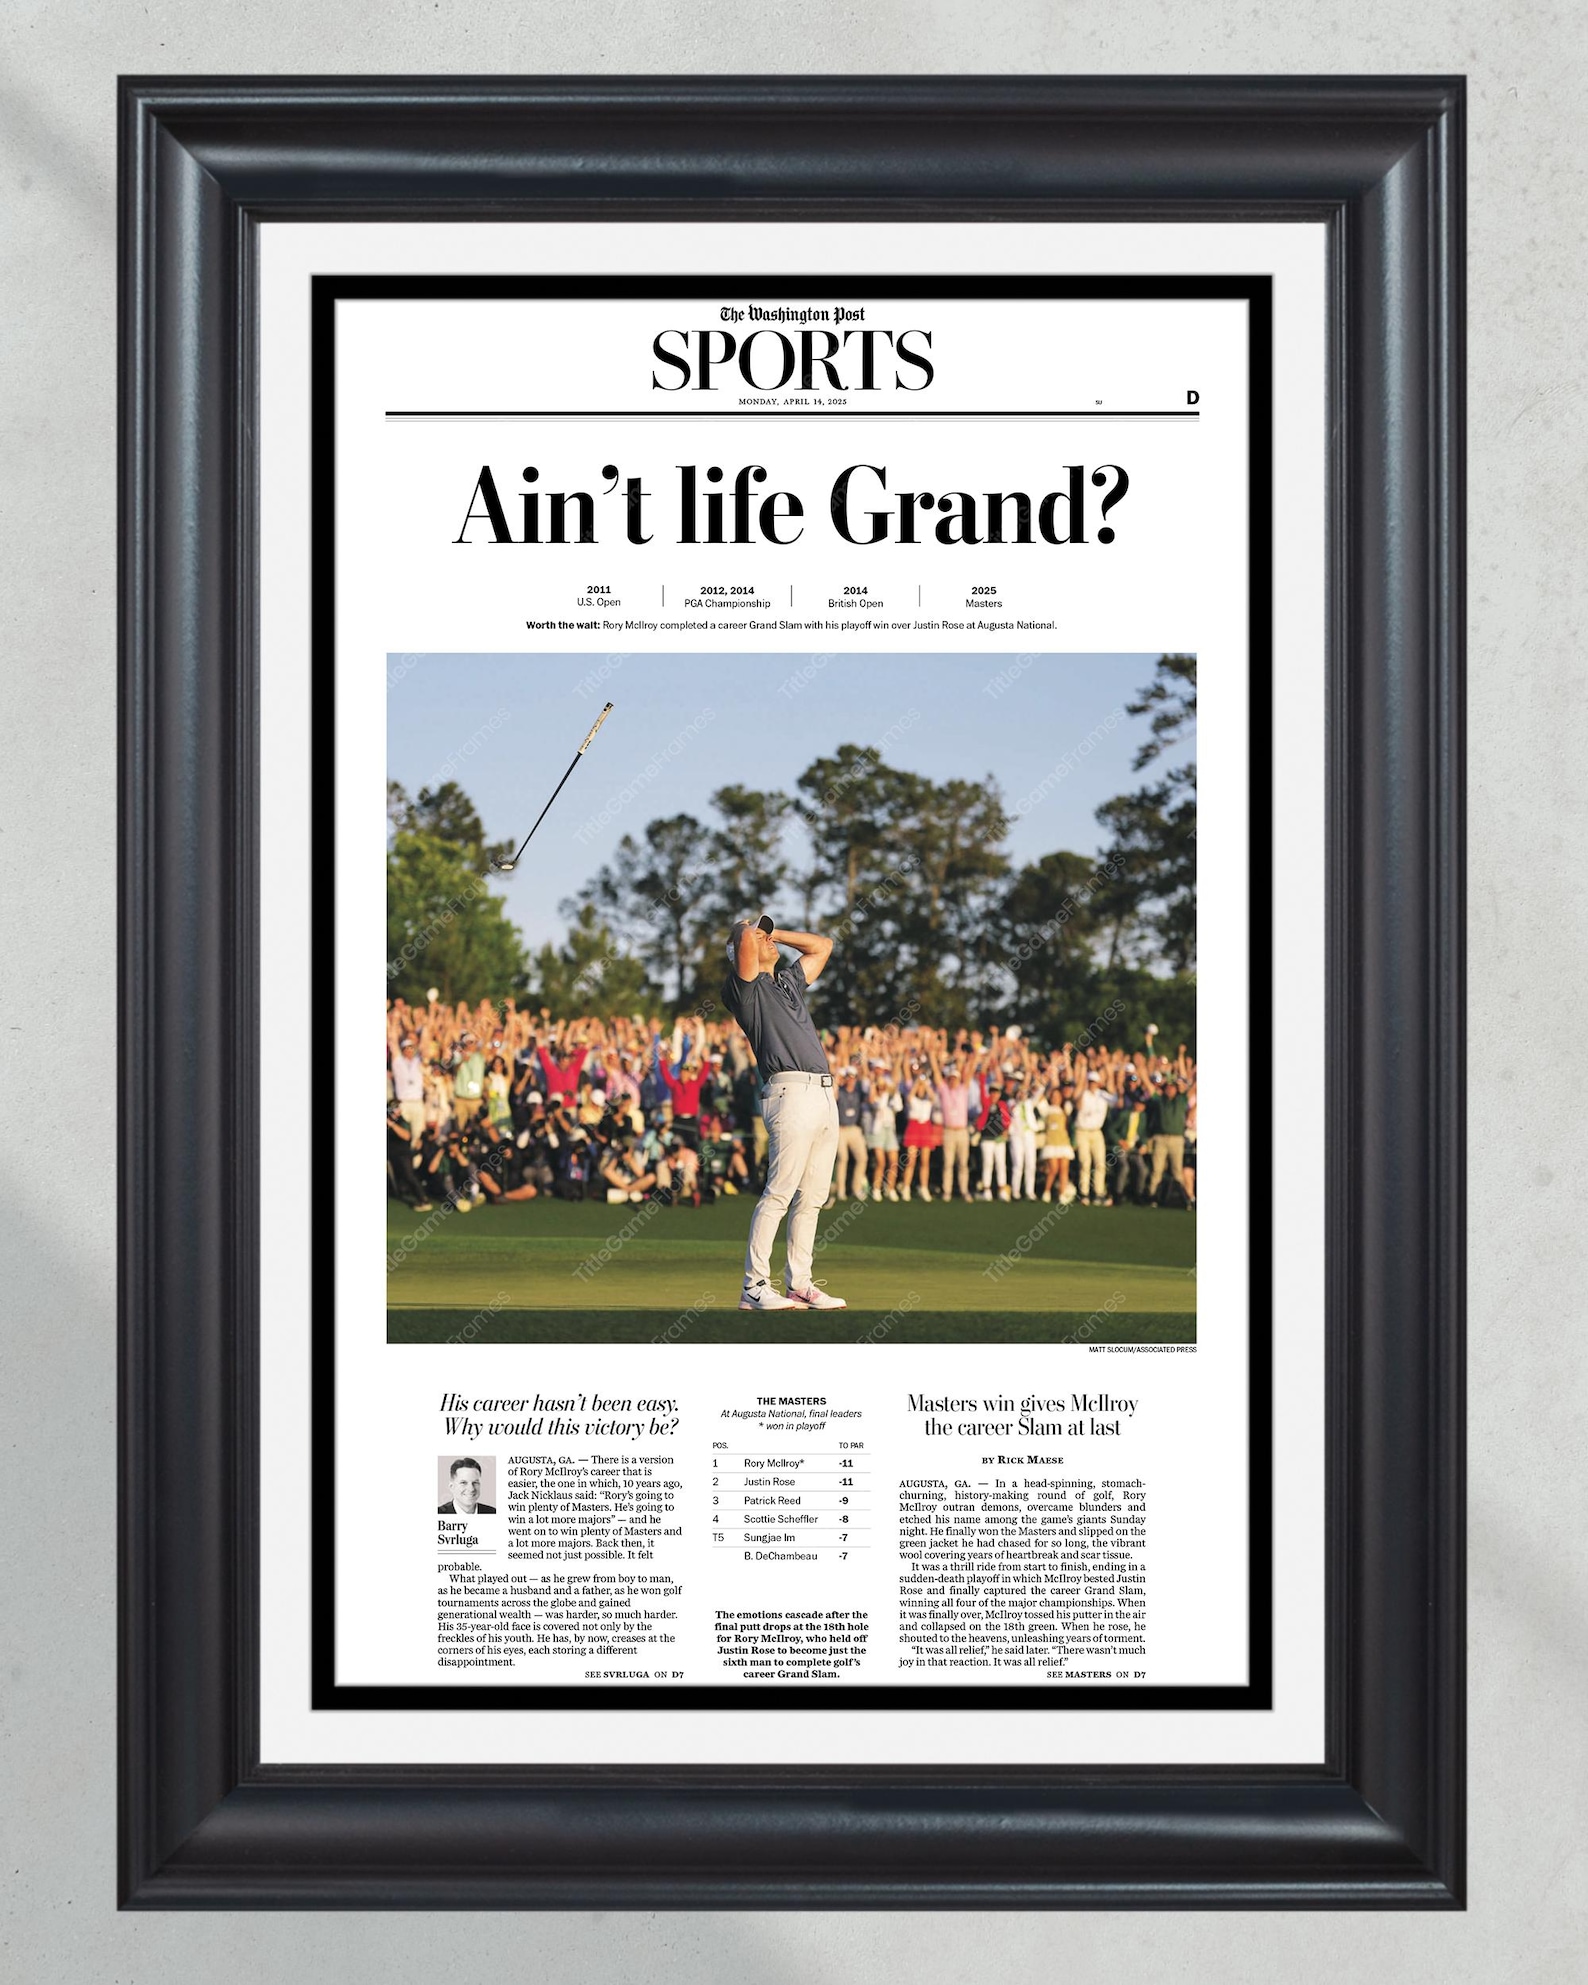 The Washington Post
SPORTS
MONDAY, APRIL 14, 2025
SU
D
Ain't life Grand?
2011
U.S. Open
2012, 2014
PGA Championship
2014
British Open
2025
Masters
Worth the wait: Rory McIlroy completed a career Grand Slam with his playoff win over Justin Rose at Augusta National.
TitleGameFrames
MATT SLOCUM/ASSOCIATED PRESS
His career hasn't been easy.
Why would this victory be?
Barry
Svrluga
AUGUSTA, GA. — There is a version
of Rory McIlroy's career that is
easier, the one in which, 10 years ago,
Jack Nicklaus said: "Rory's going to
win plenty of Masters. He's going to
win a lot more majors" — and he
went on to win plenty of Masters and
a lot more majors. Back then, it
seemed not just possible. It felt
probable.
What played out — as he grew from boy to man,
as he became a husband and a father, as he won golf
tournaments across the globe and gained
generational wealth — was harder, so much harder.
His 35-year-old face is covered not only by the
freckles of his youth. He has, by now, creases at the
corners of his eyes, each storing a different
disappointment.
SEE SVRLUGA ON D7
THE MASTERS
At Augusta National, final leaders
* won in playoff
POS. TO PAR
1 Rory McIlroy* -11
2 Justin Rose -11
3 Patrick Reed -9
4 Scottie Scheffler -8
T5 Sungjae Im -7
B. DeChambeau -7
The emotions cascade after the
final putt drops at the 18th hole
for Rory McIlroy, who held off
Justin Rose to become just the
sixth man to complete golf's
career Grand Slam.
Masters win gives McIlroy
the career Slam at last
BY RICK MAESE
AUGUSTA, GA. — In a head-spinning, stomach-
churning, history-making round of golf, Rory
McIlroy outran demons, overcame blunders and
etched his name among the game's giants Sunday
night. He finally won the Masters and slipped on the
green jacket he had chased for so long, the vibrant
wool covering years of heartbreak and scar tissue.
It was a thrill ride from start to finish, ending in a
sudden-death playoff in which McIlroy bested Justin
Rose and finally captured the career Grand Slam,
winning all four of the major championships. When
it was finally over, McIlroy tossed his putter in the air
and collapsed on the 18th green. When he rose, he
shouted to the heavens, unleashing years of torment.
"It was all relief," he said later. "There wasn't much
joy in that reaction. It was all relief."
SEE MASTERS ON D7